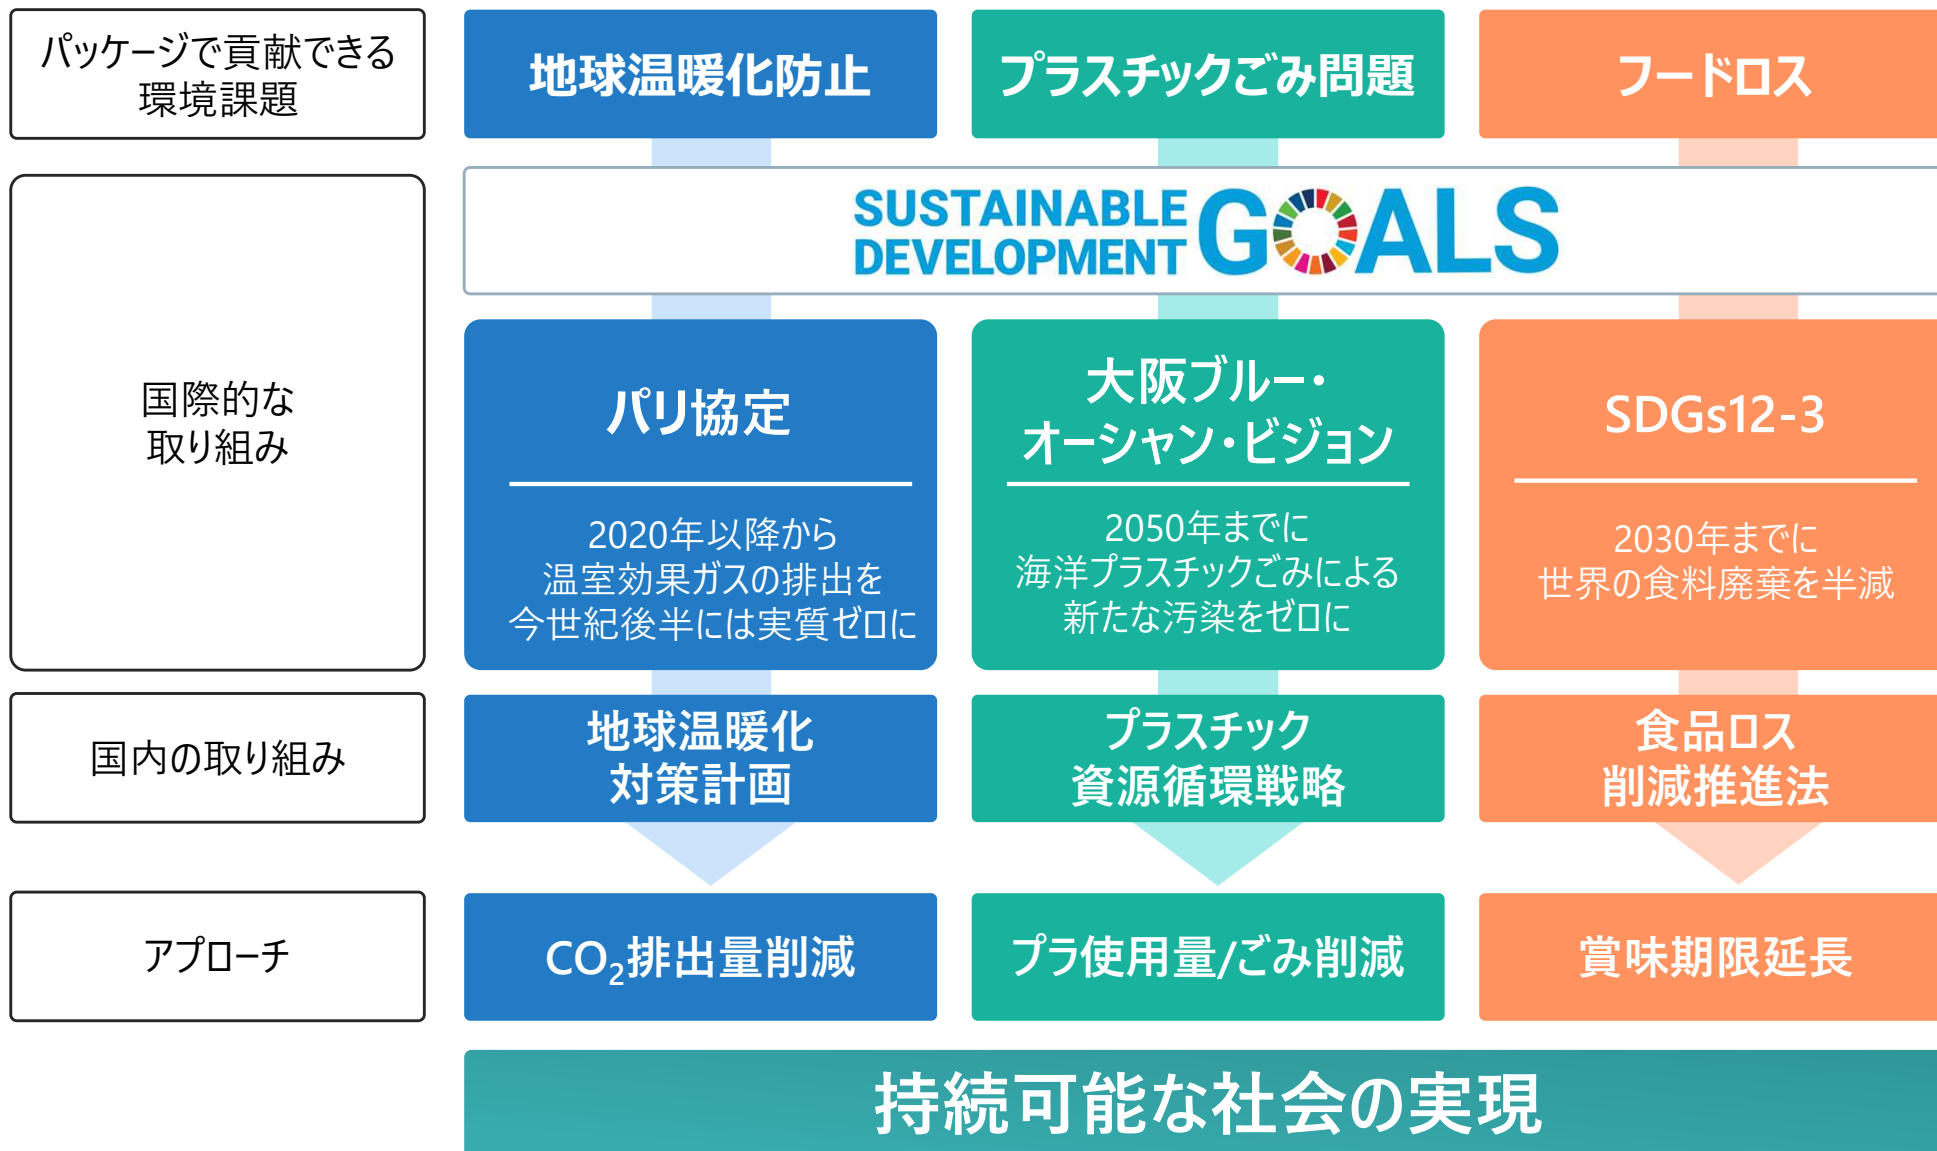 パッケージで貢献できる
環境課題
地球温暖化防止
プラスチックごみ問題
フードロス
SUSTAINABLE
DEVELOPMENT
GOALS
国際的な
取り組み
パリ協定
2020年以降から
温室効果ガスの排出を
今世紀後半には実質ゼロに
大阪ブルー・
オーシャン・ビジョン
2050年までに
海洋プラスチックごみによる
新たな汚染をゼロに
SDGs12-3
2030年までに
世界の食料廃棄を半減
国内の取り組み
地球温暖化
対策計画
プラスチック
資源循環戦略
食品ロス
削減推進法
アプローチ
CO₂排出量削減
プラ使用量/ごみ削減
賞味期限延長
持続可能な社会の実現